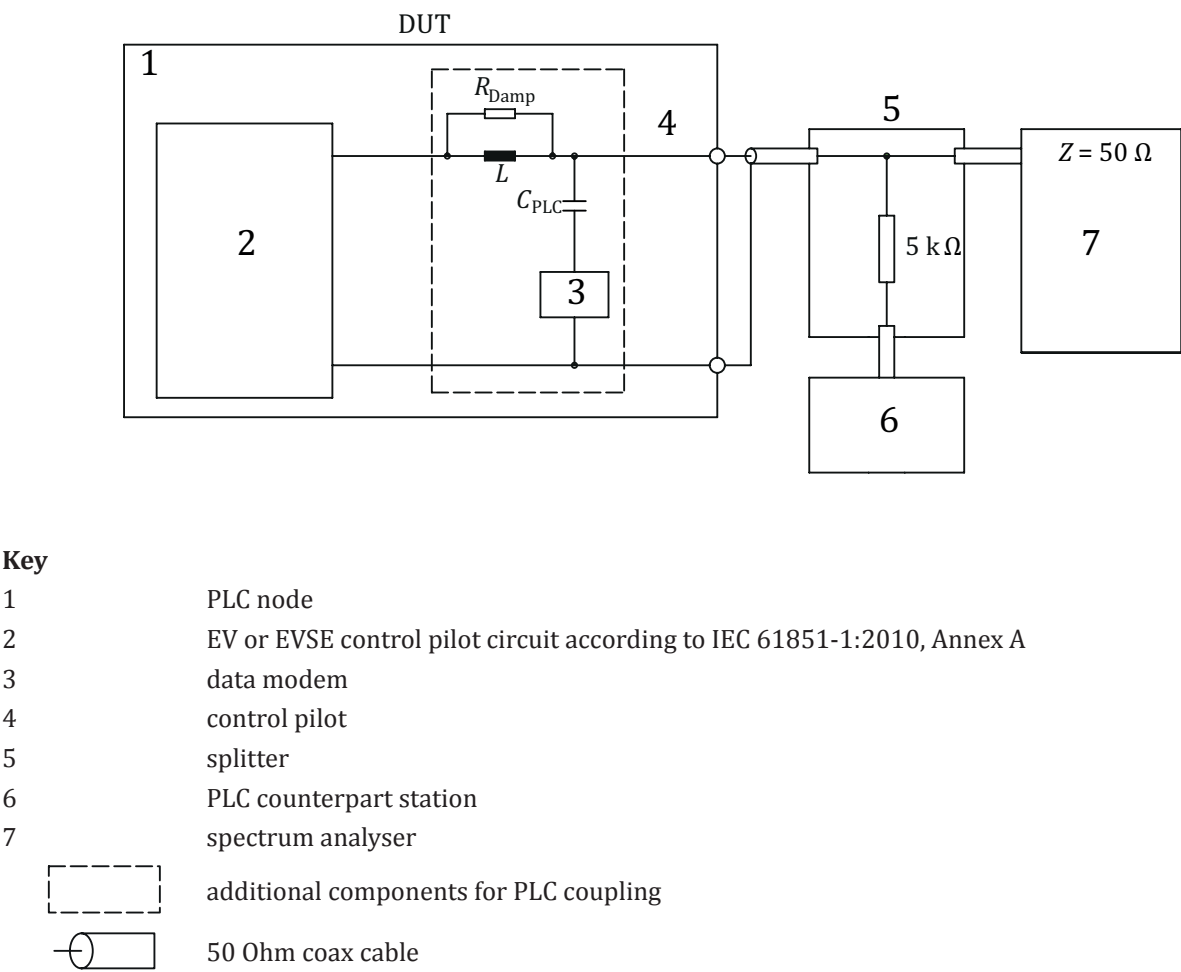 DUT
1
R_Damp
4
5
L
Z = 50 Ω
C_PLC
2
5 kΩ
7
3
6
Key
1 PLC node
2 EV or EVSE control pilot circuit according to IEC 61851-1:2010, Annex A
3 data modem
4 control pilot
5 splitter
6 PLC counterpart station
7 spectrum analyser
additional components for PLC coupling
50 Ohm coax cable